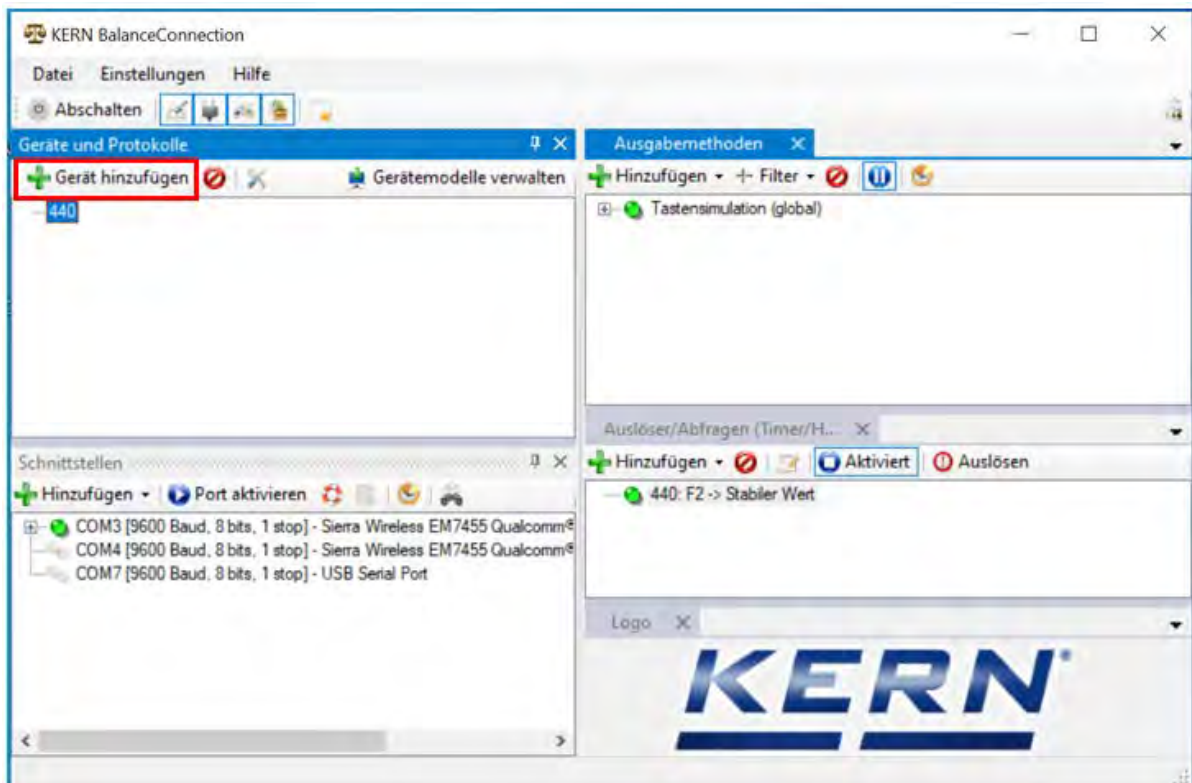 KERN BalanceConnection
Datei Einstellungen Hilfe
Abschalten
Geräte und Protokolle
Gerät hinzufügen Gerätemodelle verwalten
440
Schnittstellen
Hinzufügen Port aktivieren
COM3 [9600 Baud, 8 bits, 1 stop] - Sierra Wireless EM7455 Qualcomm®
COM4 [9600 Baud, 8 bits, 1 stop] - Sierra Wireless EM7455 Qualcomm®
COM7 [9600 Baud, 8 bits, 1 stop] - USB Serial Port
Ausgabemethoden
Hinzufügen Filter
Tastensimulation (global)
Auslöser/Abfragen (Timer/H...
Hinzufügen Aktiviert Auslösen
440: F2 -> Stabiler Wert
Logo
KERN®